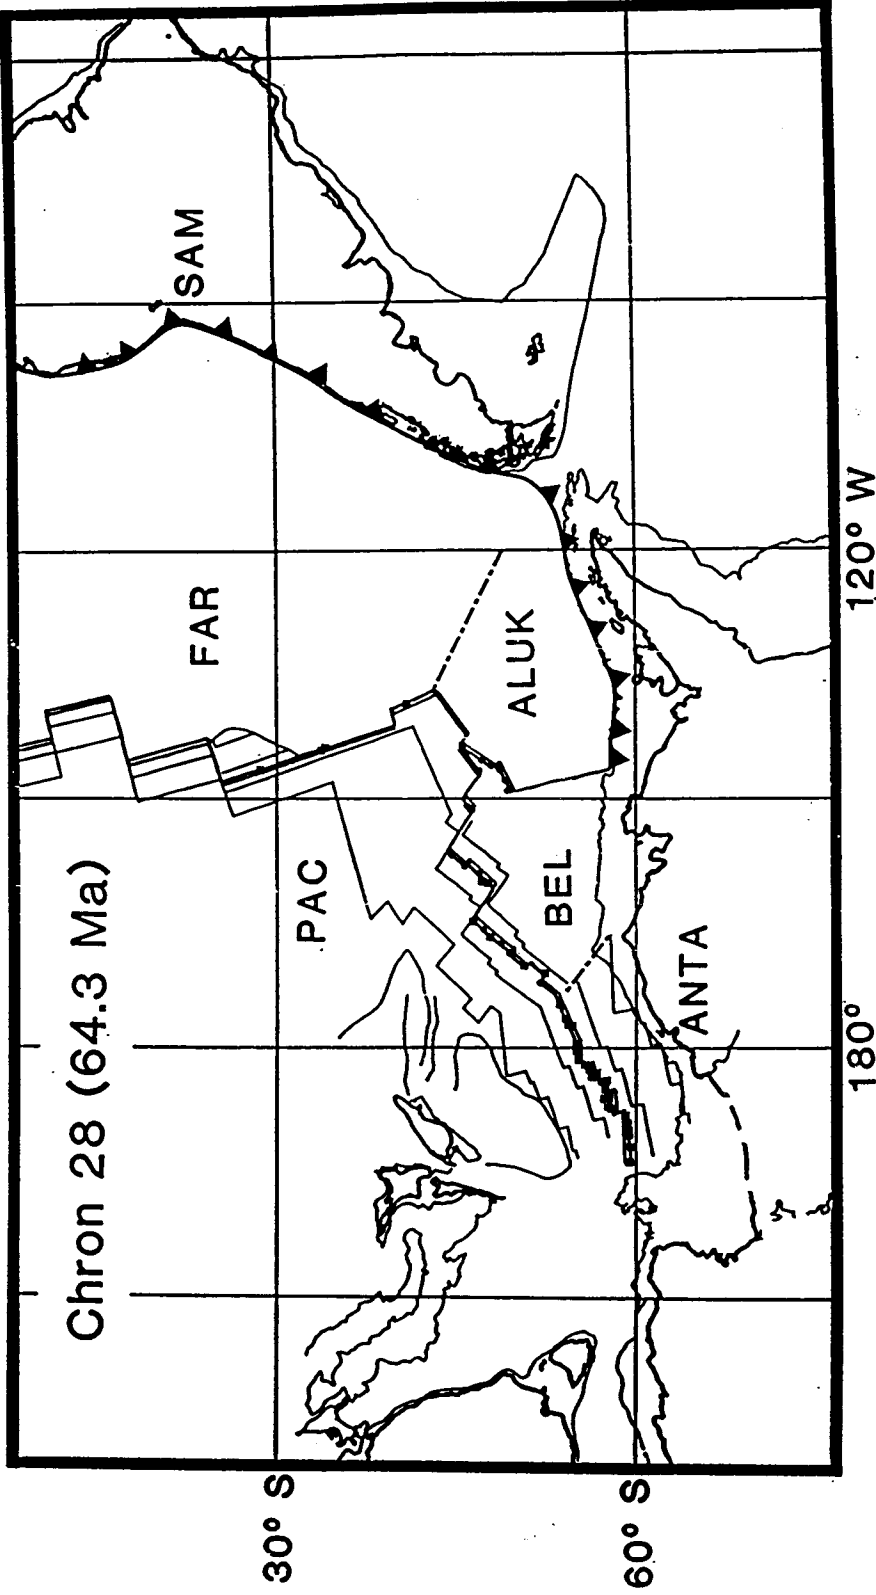 Chron 28 (64.3 Ma)
SAM
FAR
PAC
ALUK
BEL
ANTA
30° S
60° S
180°
120° W